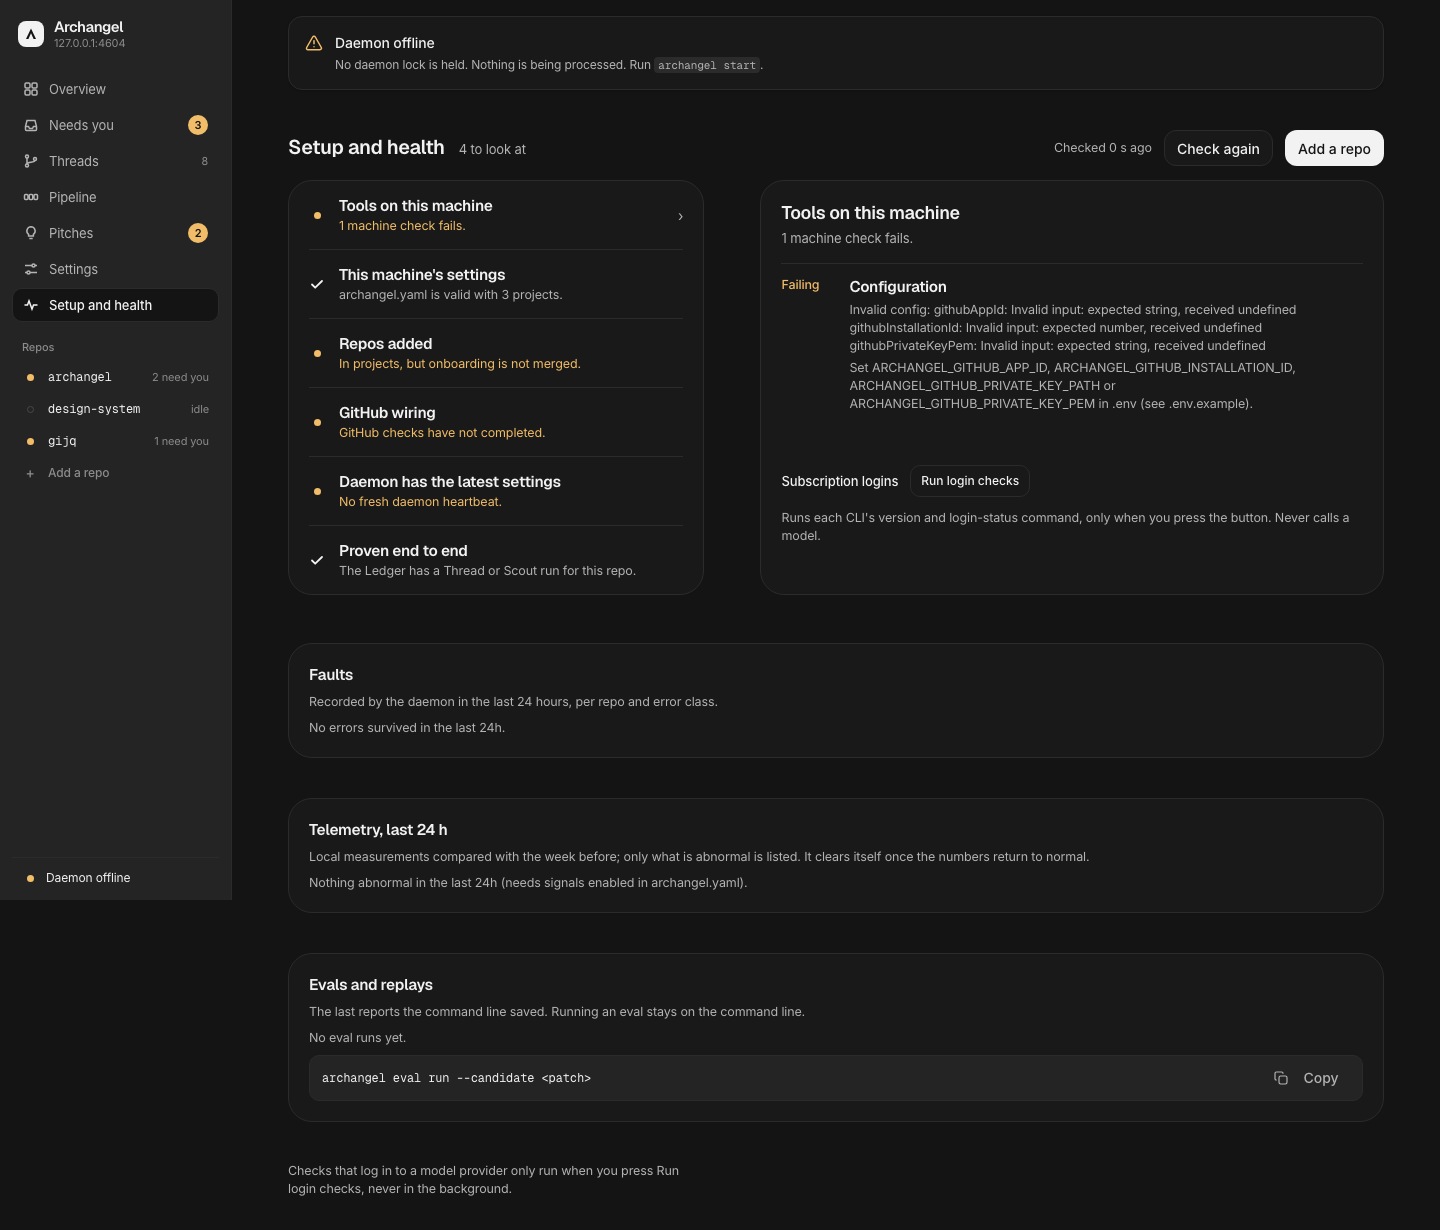 Archangel
127.0.0.1:4604
Overview
Needs you 3
Threads 8
Pipeline
Pitches 2
Settings
Setup and health
Repos
archangel 2 need you
design-system idle
gijq 1 need you
+ Add a repo
Daemon offline
Daemon offline
No daemon lock is held. Nothing is being processed. Run archangel start.
Setup and health 4 to look at
Checked 0 s ago Check again Add a repo
Tools on this machine
1 machine check fails.
This machine's settings
archangel.yaml is valid with 3 projects.
Repos added
In projects, but onboarding is not merged.
GitHub wiring
GitHub checks have not completed.
Daemon has the latest settings
No fresh daemon heartbeat.
Proven end to end
The Ledger has a Thread or Scout run for this repo.
Tools on this machine
1 machine check fails.
Failing Configuration
Invalid config: githubAppId: Invalid input: expected string, received undefined
githubInstallationId: Invalid input: expected number, received undefined
githubPrivateKeyPem: Invalid input: expected string, received undefined
Set ARCHANGEL_GITHUB_APP_ID, ARCHANGEL_GITHUB_INSTALLATION_ID,
ARCHANGEL_GITHUB_PRIVATE_KEY_PATH or
ARCHANGEL_GITHUB_PRIVATE_KEY_PEM in .env (see .env.example).
Subscription logins Run login checks
Runs each CLI's version and login-status command, only when you press the button. Never calls a
model.
Faults
Recorded by the daemon in the last 24 hours, per repo and error class.
No errors survived in the last 24h.
Telemetry, last 24 h
Local measurements compared with the week before; only what is abnormal is listed. It clears itself once the numbers return to normal.
Nothing abnormal in the last 24h (needs signals enabled in archangel.yaml).
Evals and replays
The last reports the command line saved. Running an eval stays on the command line.
No eval runs yet.
archangel eval run --candidate <patch> Copy
Checks that log in to a model provider only run when you press Run
login checks, never in the background.